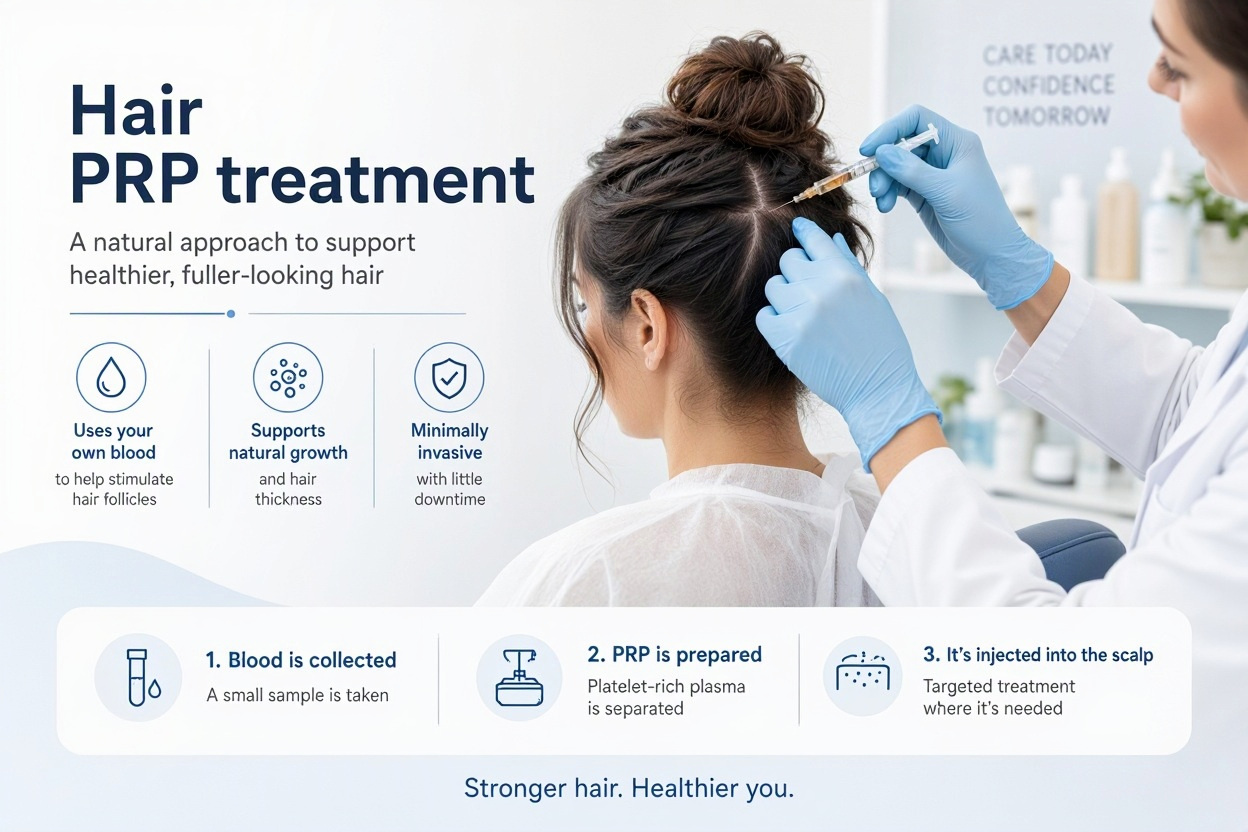 Hair
PRP treatment
A natural approach to support
healthier, fuller-looking hair
Uses your
own blood
to help stimulate
hair follicles
Supports
natural growth
and hair
thickness
Minimally
invasive
with little
downtime
CARE TODAY
CONFIDENCE
TOMORROW
1. Blood is collected
A small sample is taken
2. PRP is prepared
Platelet-rich plasma
is separated
3. It's injected into the scalp
Targeted treatment
where it's needed
Stronger hair. Healthier you.